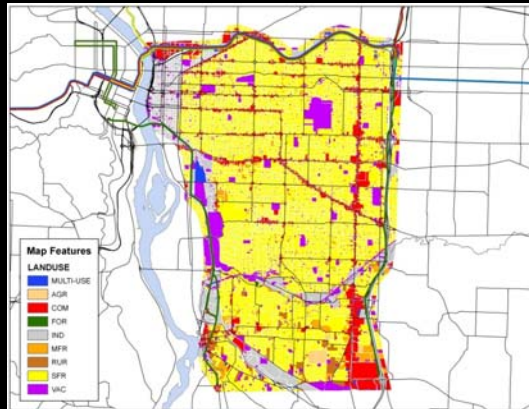 Map Features
LANDUSE
MULTI-USE
AGR
COM
FOR
IND
MFR
RUR
SFR
VAC